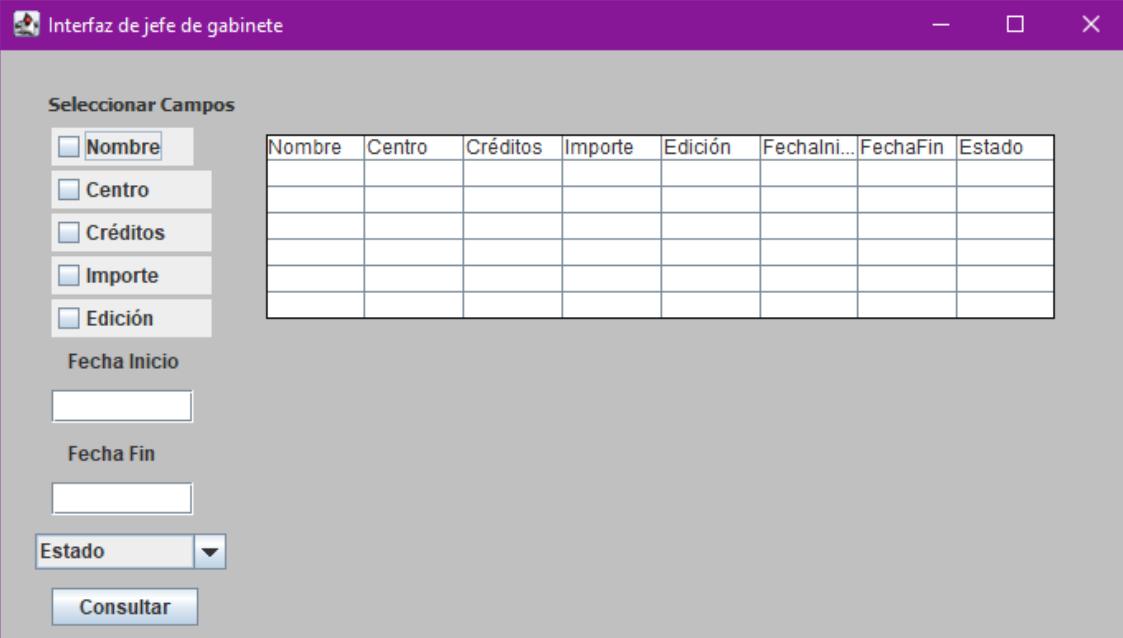 Interfaz de jefe de gabinete
Seleccionar Campos
Nombre
Centro
Créditos
Importe
Edición
Fecha Inicio
Fecha Fin
Estado
Consultar
Nombre Centro Créditos Importe Edición FechaIni... FechaFin Estado